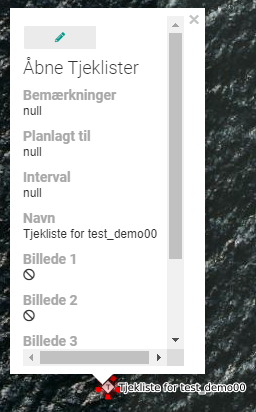 Åbne Tjeklister
Bemærkninger
null
Planlagt til
null
Interval
null
Navn
Tjekliste for test_demo00
Billede 1
Billede 2
Billede 3
Tjekliste for test_demo00